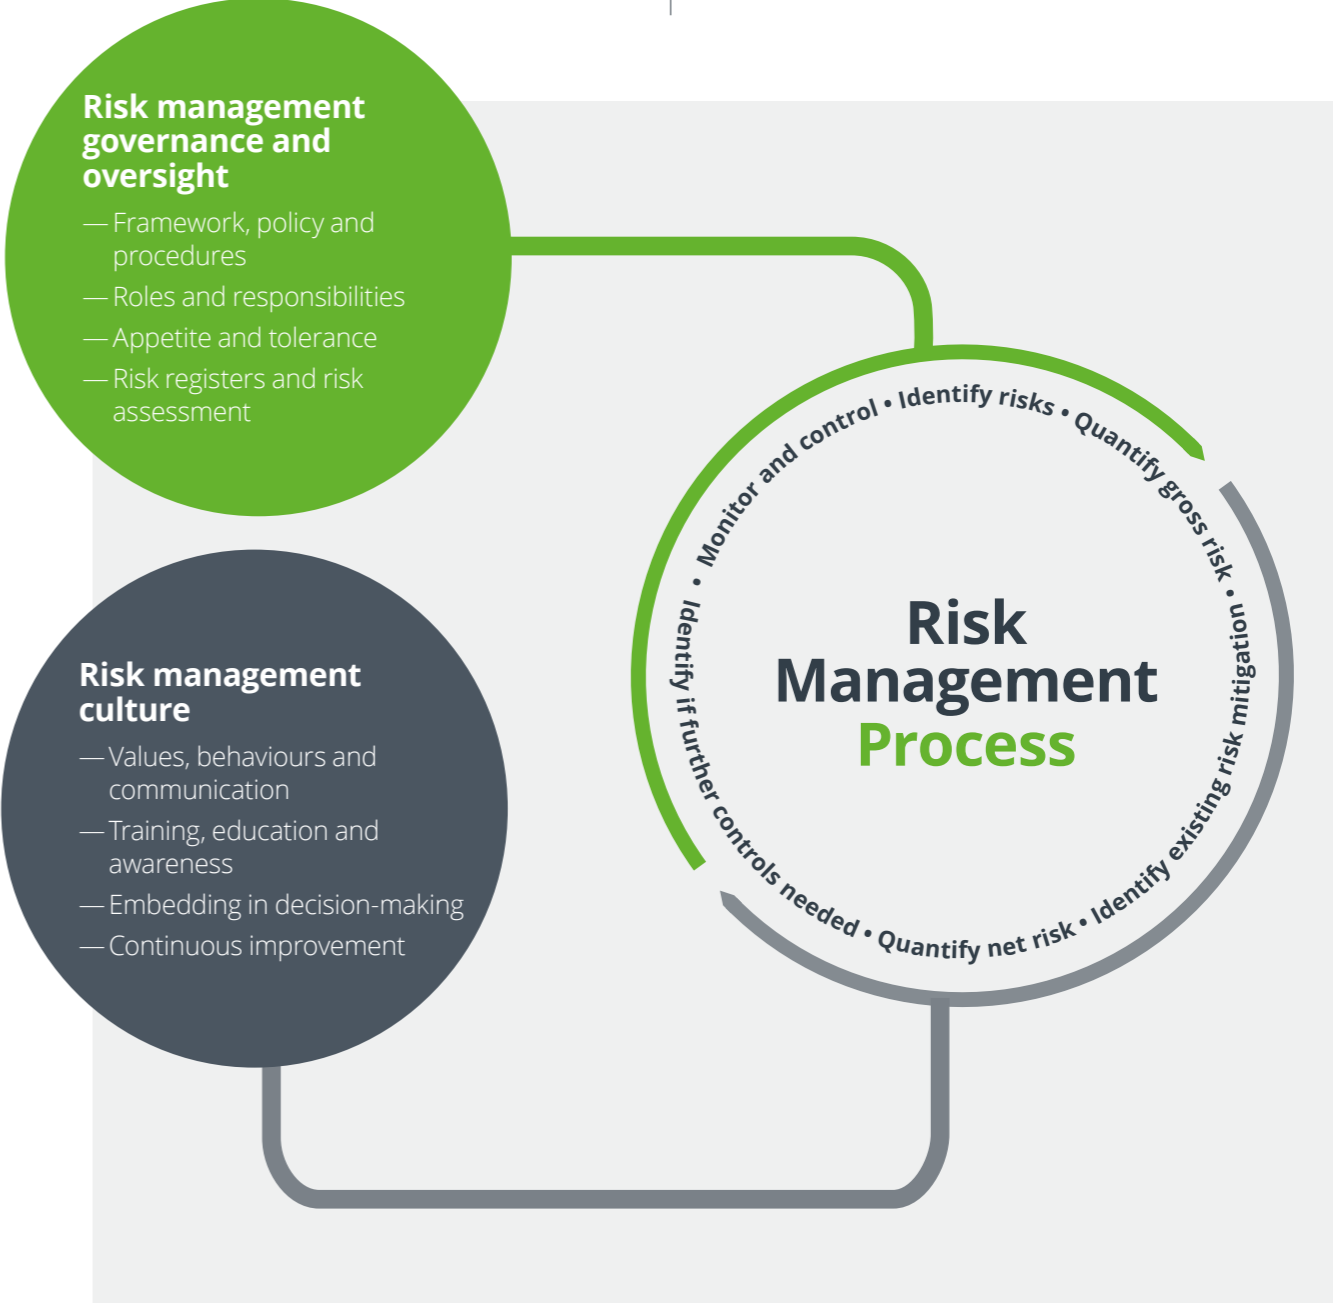 Risk management
governance and
oversight
— Framework, policy and
procedures
— Roles and responsibilities
— Appetite and tolerance
— Risk registers and risk
assessment
Risk management
culture
— Values, behaviours and
communication
— Training, education and
awareness
— Embedding in decision-making
— Continuous improvement
Identify risks • Quantify gross risk • Identify existing risk mitigation • Quantify net risk • Identify if further controls needed • Monitor and control •
Risk
Management
Process